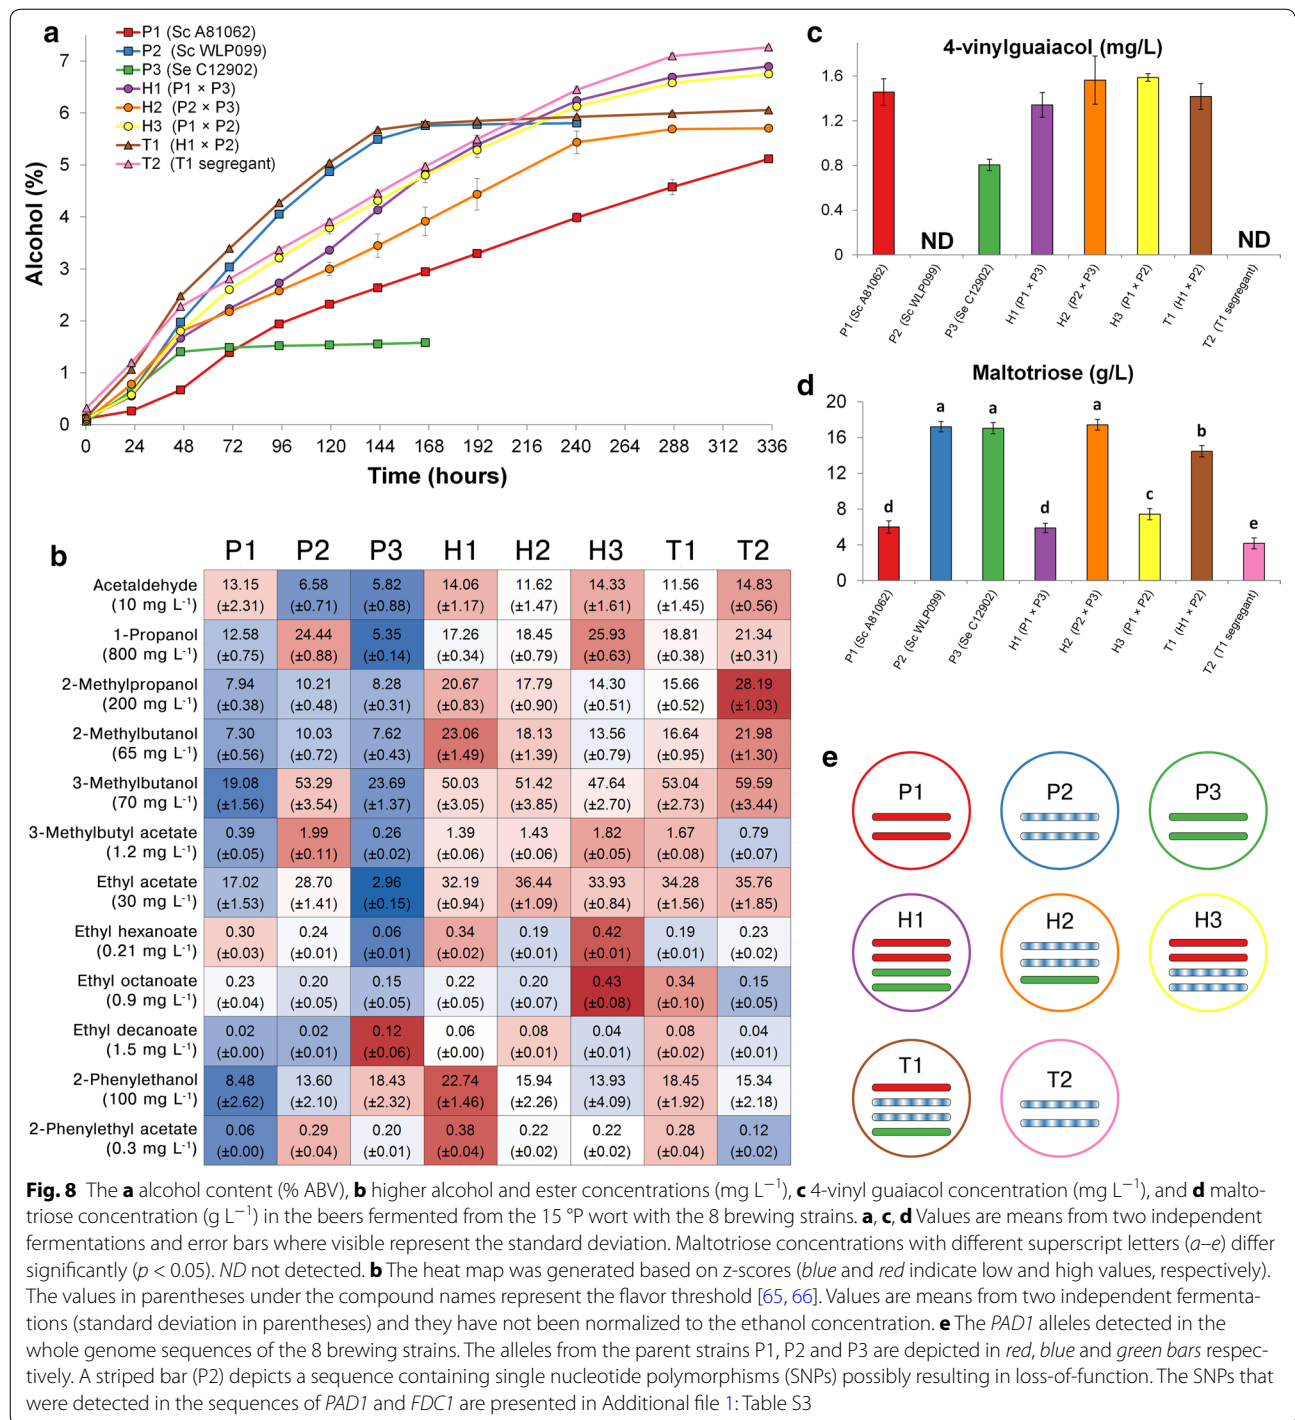 a
P1 (Sc A81062)
P2 (Sc WLP099)
P3 (Se C12902)
H1 (P1 × P3)
H2 (P2 × P3)
H3 (P1 × P2)
T1 (H1 × P2)
T2 (T1 segregant)
Alcohol (%)
7
6
5
4
3
2
1
0
0 24 48 72 96 120 144 168 192 216 240 264 288 312 336
Time (hours)
c
4-vinylguaiacol (mg/L)
1.6
1.2
0.8
0.4
0
ND ND
P1 (Sc A81062) P2 (Sc WLP099) P3 (Se C12902) H1 (P1 × P3) H2 (P2 × P3) H3 (P1 × P2) T1 (H1 × P2) T2 (T1 segregant)
d
Maltotriose (g/L)
20
16
12
8
4
0
d a a d a c b e
P1 (Sc A81062) P2 (Sc WLP099) P3 (Se C12902) H1 (P1 × P3) H2 (P2 × P3) H3 (P1 × P2) T1 (H1 × P2) T2 (T1 segregant)
b
P1 P2 P3 H1 H2 H3 T1 T2
Acetaldehyde 13.15 6.58 5.82 14.06 11.62 14.33 11.56 14.83
(10 mg L⁻¹) (±2.31) (±0.71) (±0.88) (±1.17) (±1.47) (±1.61) (±1.45) (±0.56)
1-Propanol 12.58 24.44 5.35 17.26 18.45 25.93 18.81 21.34
(800 mg L⁻¹) (±0.75) (±0.88) (±0.14) (±0.34) (±0.79) (±0.63) (±0.38) (±0.31)
2-Methylpropanol 7.94 10.21 8.28 20.67 17.79 14.30 15.66 28.19
(200 mg L⁻¹) (±0.38) (±0.48) (±0.31) (±0.83) (±0.90) (±0.51) (±0.52) (±1.03)
2-Methylbutanol 7.30 10.03 7.62 23.06 18.13 13.56 16.64 21.98
(65 mg L⁻¹) (±0.56) (±0.72) (±0.43) (±1.49) (±1.39) (±0.79) (±0.95) (±1.30)
3-Methylbutanol 19.08 53.29 23.69 50.03 51.42 47.64 53.04 59.59
(70 mg L⁻¹) (±1.56) (±3.54) (±1.37) (±3.05) (±3.85) (±2.70) (±2.73) (±3.44)
3-Methylbutyl acetate 0.39 1.99 0.26 1.39 1.43 1.82 1.67 0.79
(1.2 mg L⁻¹) (±0.05) (±0.11) (±0.02) (±0.06) (±0.06) (±0.05) (±0.08) (±0.07)
Ethyl acetate 17.02 28.70 2.96 32.19 36.44 33.93 34.28 35.76
(30 mg L⁻¹) (±1.53) (±1.41) (±0.15) (±0.94) (±1.09) (±0.84) (±1.56) (±1.85)
Ethyl hexanoate 0.30 0.24 0.06 0.34 0.19 0.42 0.19 0.23
(0.21 mg L⁻¹) (±0.03) (±0.01) (±0.01) (±0.02) (±0.01) (±0.01) (±0.01) (±0.02)
Ethyl octanoate 0.23 0.20 0.15 0.22 0.20 0.43 0.34 0.15
(0.9 mg L⁻¹) (±0.04) (±0.05) (±0.05) (±0.05) (±0.07) (±0.08) (±0.10) (±0.05)
Ethyl decanoate 0.02 0.02 0.12 0.06 0.08 0.04 0.08 0.04
(1.5 mg L⁻¹) (±0.00) (±0.01) (±0.06) (±0.00) (±0.01) (±0.01) (±0.02) (±0.01)
2-Phenylethanol 8.48 13.60 18.43 22.74 15.94 13.93 18.45 15.34
(100 mg L⁻¹) (±2.62) (±2.10) (±2.32) (±1.46) (±2.26) (±4.09) (±1.92) (±2.18)
2-Phenylethyl acetate 0.06 0.29 0.20 0.38 0.22 0.22 0.28 0.12
(0.3 mg L⁻¹) (±0.00) (±0.04) (±0.01) (±0.04) (±0.02) (±0.02) (±0.04) (±0.02)
e
P1 P2 P3
H1 H2 H3
T1 T2
Fig. 8 The a alcohol content (% ABV), b higher alcohol and ester concentrations (mg L⁻¹), c 4-vinyl guaiacol concentration (mg L⁻¹), and d malto-
triose concentration (g L⁻¹) in the beers fermented from the 15 °P wort with the 8 brewing strains. a, c, d Values are means from two independent
fermentations and error bars where visible represent the standard deviation. Maltotriose concentrations with different superscript letters (a–e) differ
significantly (p < 0.05). ND not detected. b The heat map was generated based on z-scores (blue and red indicate low and high values, respectively).
The values in parentheses under the compound names represent the flavor threshold [65, 66]. Values are means from two independent fermenta-
tions (standard deviation in parentheses) and they have not been normalized to the ethanol concentration. e The PAD1 alleles detected in the
whole genome sequences of the 8 brewing strains. The alleles from the parent strains P1, P2 and P3 are depicted in red, blue and green bars respec-
tively. A striped bar (P2) depicts a sequence containing single nucleotide polymorphisms (SNPs) possibly resulting in loss-of-function. The SNPs that
were detected in the sequences of PAD1 and FDC1 are presented in Additional file 1: Table S3